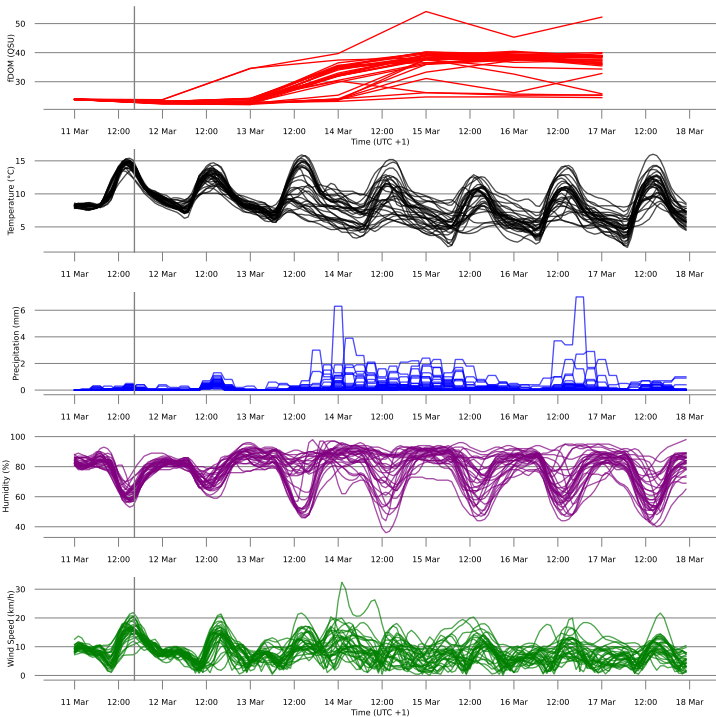 fDOM (QSU)
50
40
30
11 Mar 12:00 12 Mar 12:00 13 Mar 12:00 14 Mar 12:00 15 Mar 12:00 16 Mar 12:00 17 Mar 12:00 18 Mar
Time (UTC +1)
Temperature (°C)
15
10
5
11 Mar 12:00 12 Mar 12:00 13 Mar 12:00 14 Mar 12:00 15 Mar 12:00 16 Mar 12:00 17 Mar 12:00 18 Mar
Precipitation (mm)
6
4
2
0
11 Mar 12:00 12 Mar 12:00 13 Mar 12:00 14 Mar 12:00 15 Mar 12:00 16 Mar 12:00 17 Mar 12:00 18 Mar
Humidity (%)
100
80
60
40
11 Mar 12:00 12 Mar 12:00 13 Mar 12:00 14 Mar 12:00 15 Mar 12:00 16 Mar 12:00 17 Mar 12:00 18 Mar
Wind Speed (km/h)
30
20
10
0
11 Mar 12:00 12 Mar 12:00 13 Mar 12:00 14 Mar 12:00 15 Mar 12:00 16 Mar 12:00 17 Mar 12:00 18 Mar
Time (UTC +1)